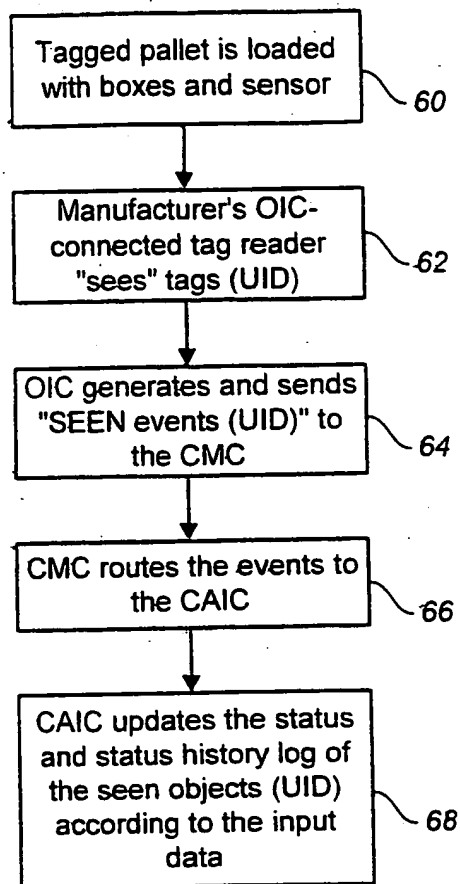 Tagged pallet is loaded
with boxes and sensor
60
Manufacturer's OIC-
connected tag reader
"sees" tags (UID)
62
OIC generates and sends
"SEEN events (UID)" to
the CMC
64
CMC routes the events to
the CAIC
66
CAIC updates the status
and status history log of
the seen objects (UID)
according to the input
data
68